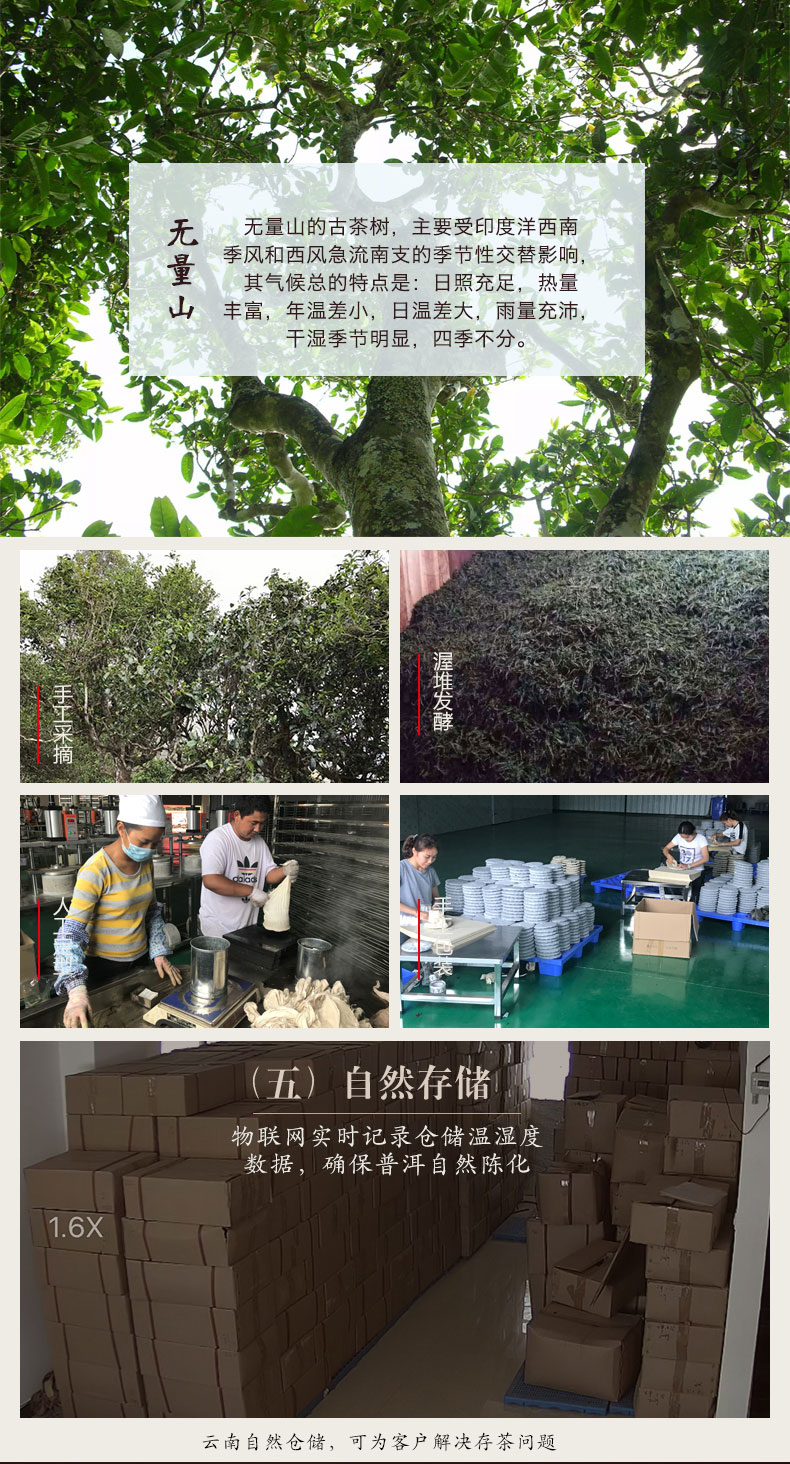 无量山
无量山的古茶树，主要受印度洋西南
季风和西风急流南支的季节性交替影响，
其气候总的特点是：日照充足，热量
丰富，年温差小，日温差大，雨量充沛，
干湿季节明显，四季不分。
手工采摘
渥堆发酵
人工
手
包装
adidas
（五）自然存储
物联网实时记录仓储温湿度
数据，确保普洱自然陈化
1.6X
云南自然仓储，可为客户解决存茶问题